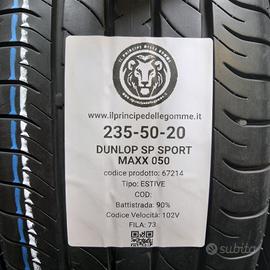 IL PRINCIPE DELLE GOMME
www.ilprincipedellegomme.it
235-50-20
DUNLOP SP SPORT
MAXX 050
codice prodotto: 67214
Tipo: ESTIVE
COD:
Battistrada: 90%
Codice Velocità: 102V
FILA: 73
subito